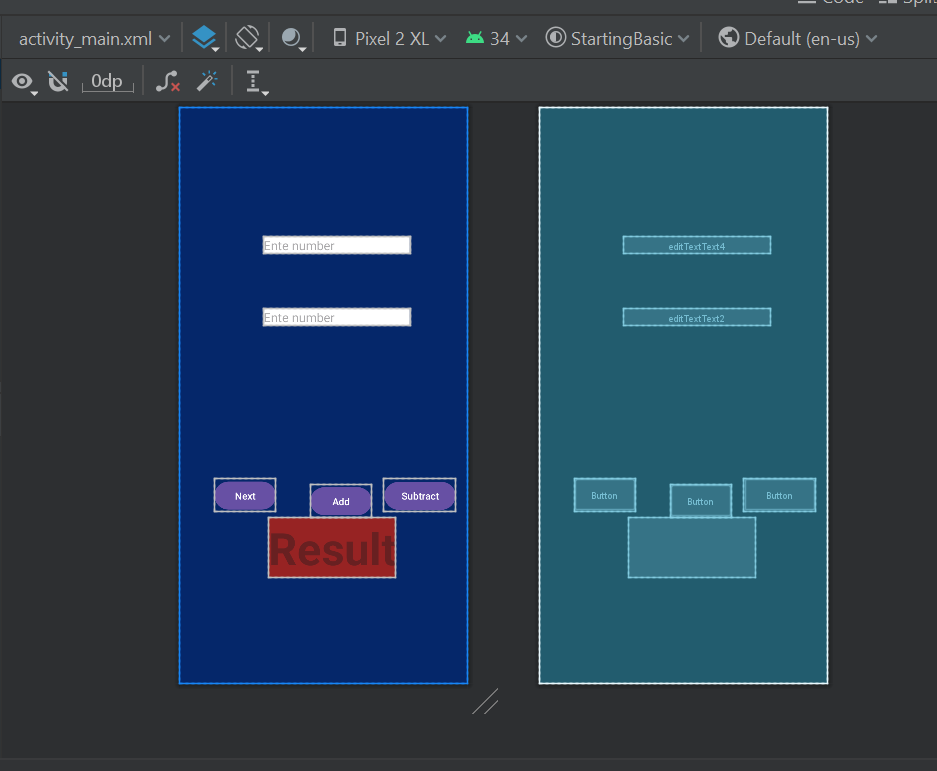 Code Split
activity_main.xml Pixel 2 XL 34 StartingBasic Default (en-us)
0dp
Ente number
editTextText4
Ente number
editTextText2
Next
Add
Subtract
Button
Button
Button
Result